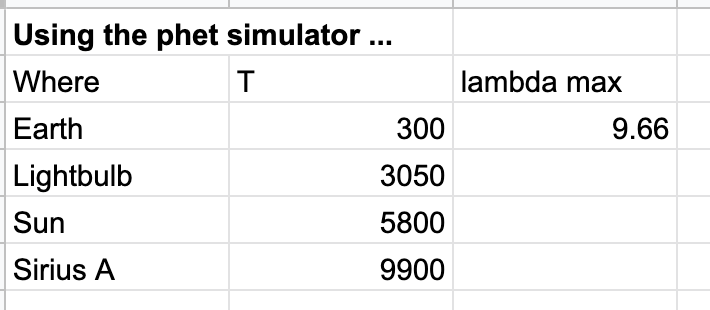 Using the phet simulator ...
Where T lambda max
Earth 300 9.66
Lightbulb 3050
Sun 5800
Sirius A 9900